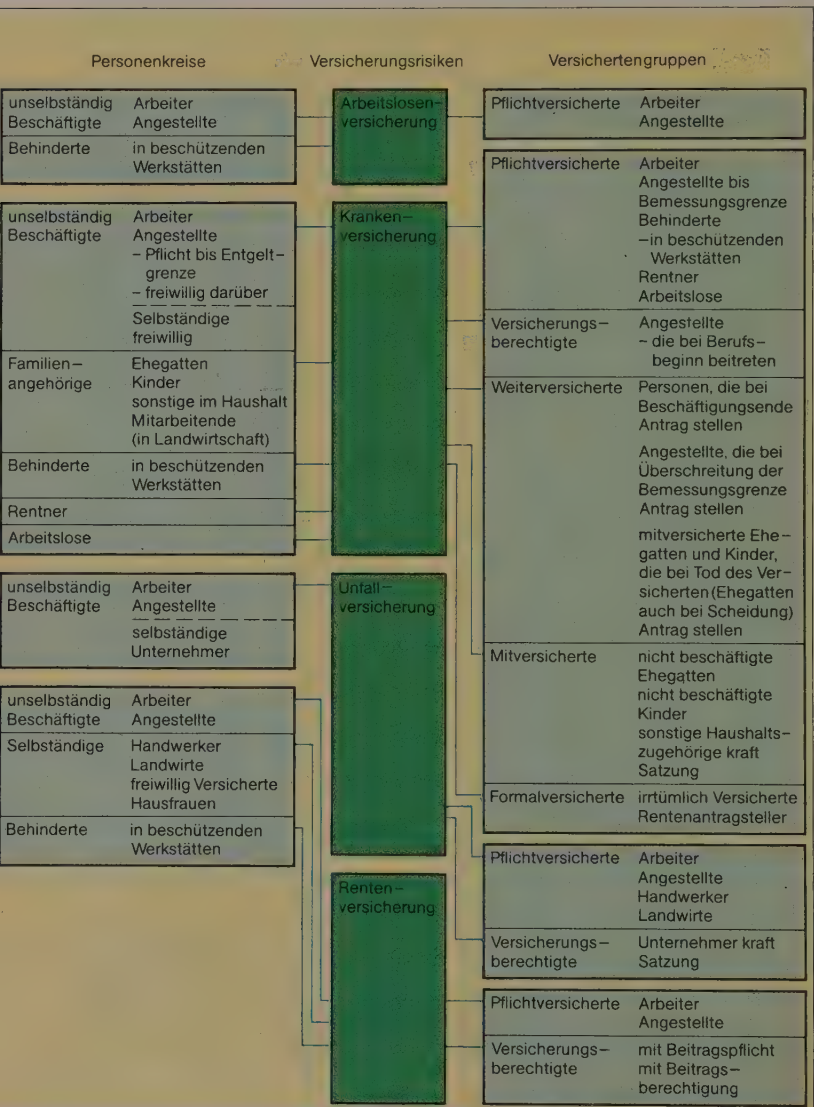 Personenkreise
Versicherungsrisiken
Versichertengruppen
unselbständig Arbeiter
Beschäftigte Angestellte
Behinderte in beschützenden
Werkstätten
unselbständig Arbeiter
Beschäftigte Angestellte
– Pflicht bis Entgelt–
grenze
– freiwillig darüber
Selbständige
freiwillig
Familien– Ehegatten
angehörige Kinder
sonstige im Haushalt
Mitarbeitende
(in Landwirtschaft)
Behinderte in beschützenden
Werkstätten
Rentner
Arbeitslose
unselbständig Arbeiter
Beschäftigte Angestellte
selbständige
Unternehmer
unselbständig Arbeiter
Beschäftigte Angestellte
Selbständige Handwerker
Landwirte
freiwillig Versicherte
Hausfrauen
Behinderte in beschützenden
Werkstätten
Arbeitslosen–
versicherung
Kranken–
versicherung
Unfall–
versicherung
Renten–
versicherung
Pflichtversicherte Arbeiter
Angestellte
Pflichtversicherte Arbeiter
Angestellte bis
Bemessungsgrenze
Behinderte
–in beschützenden
Werkstätten
Rentner
Arbeitslose
Versicherungs– Angestellte
berechtigte – die bei Berufs–
beginn beitreten
Weiterversicherte Personen, die bei
Beschäftigungsende
Antrag stellen
Angestellte, die bei
Überschreitung der
Bemessungsgrenze
Antrag stellen
mitversicherte Ehe–
gatten und Kinder,
die bei Tod des Ver–
sicherten (Ehegatten
auch bei Scheidung)
Antrag stellen
Mitversicherte nicht beschäftigte
Ehegatten
nicht beschäftigte
Kinder
sonstige Haushalts–
zugehörige kraft
Satzung
Formalversicherte irrtümlich Versicherte
Rentenantragsteller
Pflichtversicherte Arbeiter
Angestellte
Handwerker
Landwirte
Versicherungs– Unternehmer kraft
berechtigte Satzung
Pflichtversicherte Arbeiter
Angestellte
Versicherungs– mit Beitragspflicht
berechtigte mit Beitrags–
berechtigung